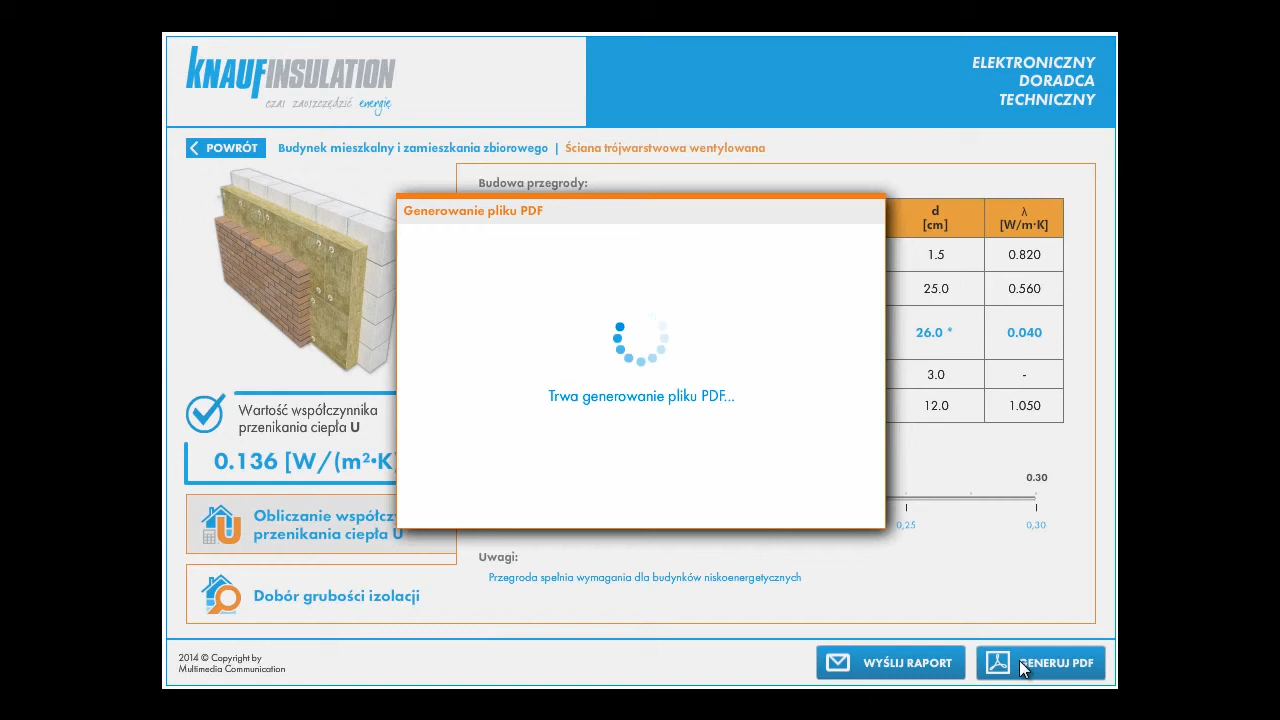 KNAUFINSULATION
czas zaoszczędzić energię
ELEKTRONICZNY
DORADCA
TECHNICZNY
POWRÓT
Budynek mieszkalny i zamieszkania zbiorowego | Ściana trójwarstwowa wentylowana
Budowa przegrody:
Generowanie pliku PDF
d λ
[cm] [W/m·K]
1.5 0.820
25.0 0.560
26.0 * 0.040
3.0 -
12.0 1.050
Trwa generowanie pliku PDF...
Wartość współczynnika
przenikania ciepła U
0.136 [W/(m²•K)
0.30
0,25 0,30
Obliczanie współcz
przenikania ciepła U
Uwagi:
Przegroda spełnia wymagania dla budynków niskoenergetycznych
Dobór grubości izolacji
2014 © Copyright by
Multimedia Communication
WYŚLIJ RAPORT
GENERUJ PDF